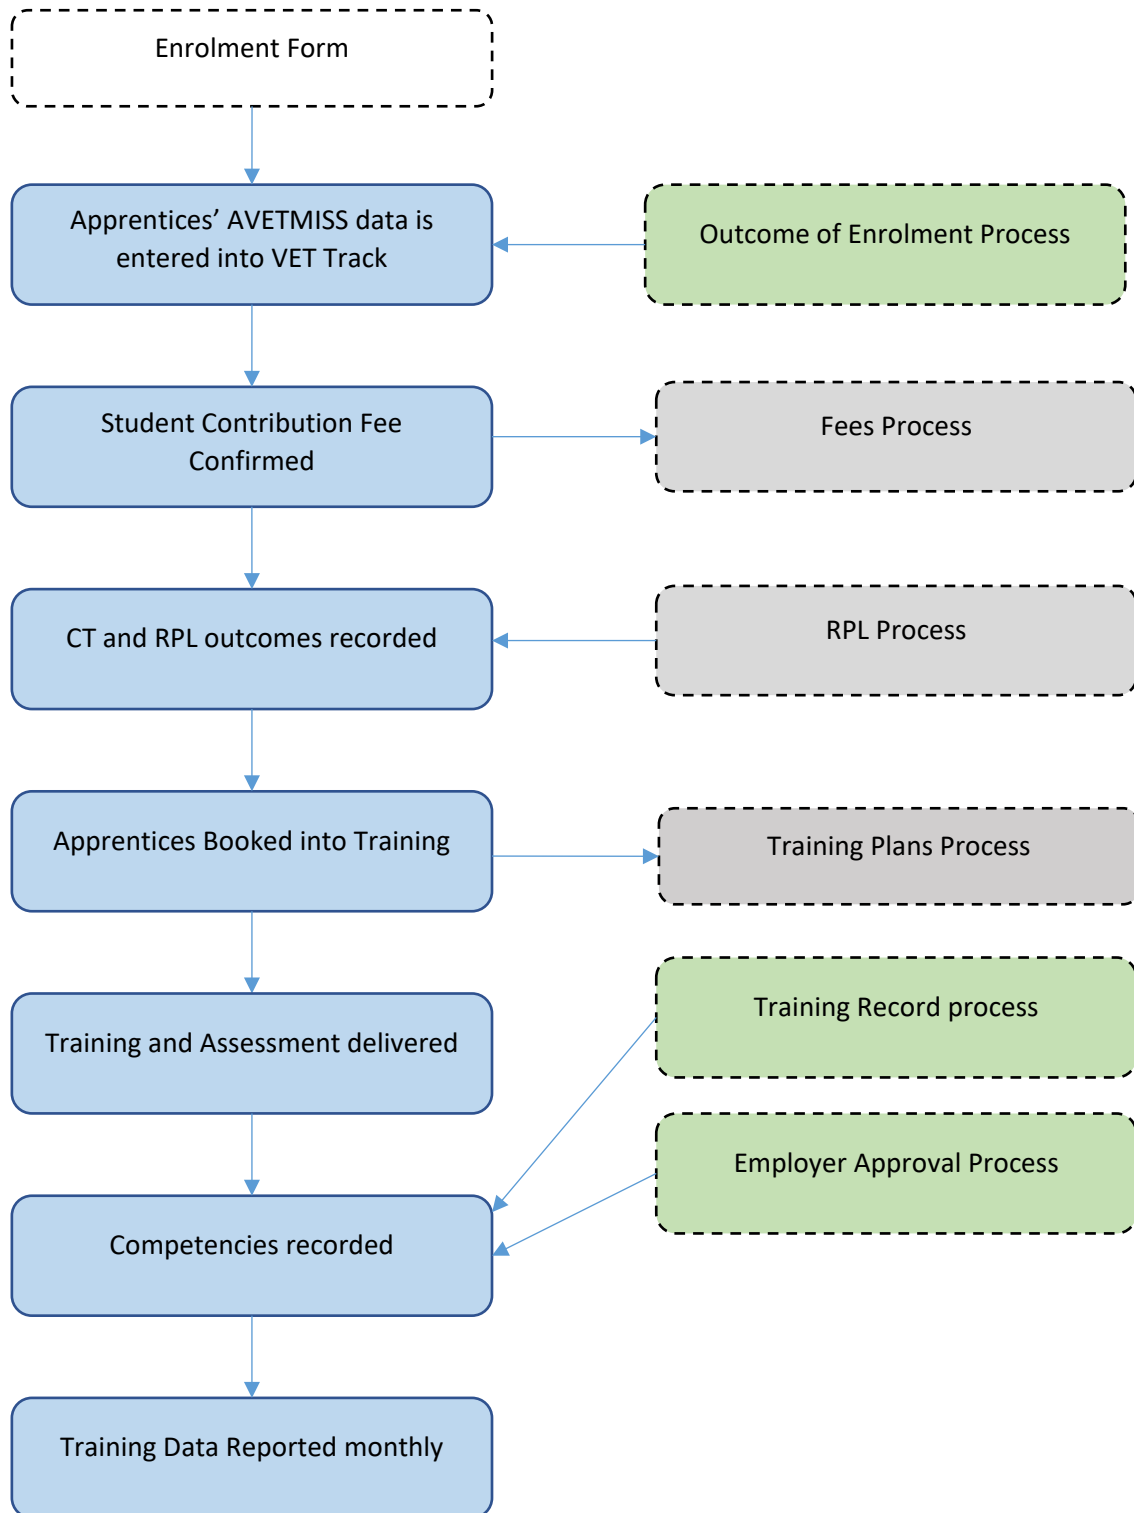 Enrolment Form
Apprentices’ AVETMISS data is
entered into VET Track
Outcome of Enrolment Process
Student Contribution Fee
Confirmed
Fees Process
CT and RPL outcomes recorded
RPL Process
Apprentices Booked into Training
Training Plans Process
Training and Assessment delivered
Training Record process
Employer Approval Process
Competencies recorded
Training Data Reported monthly